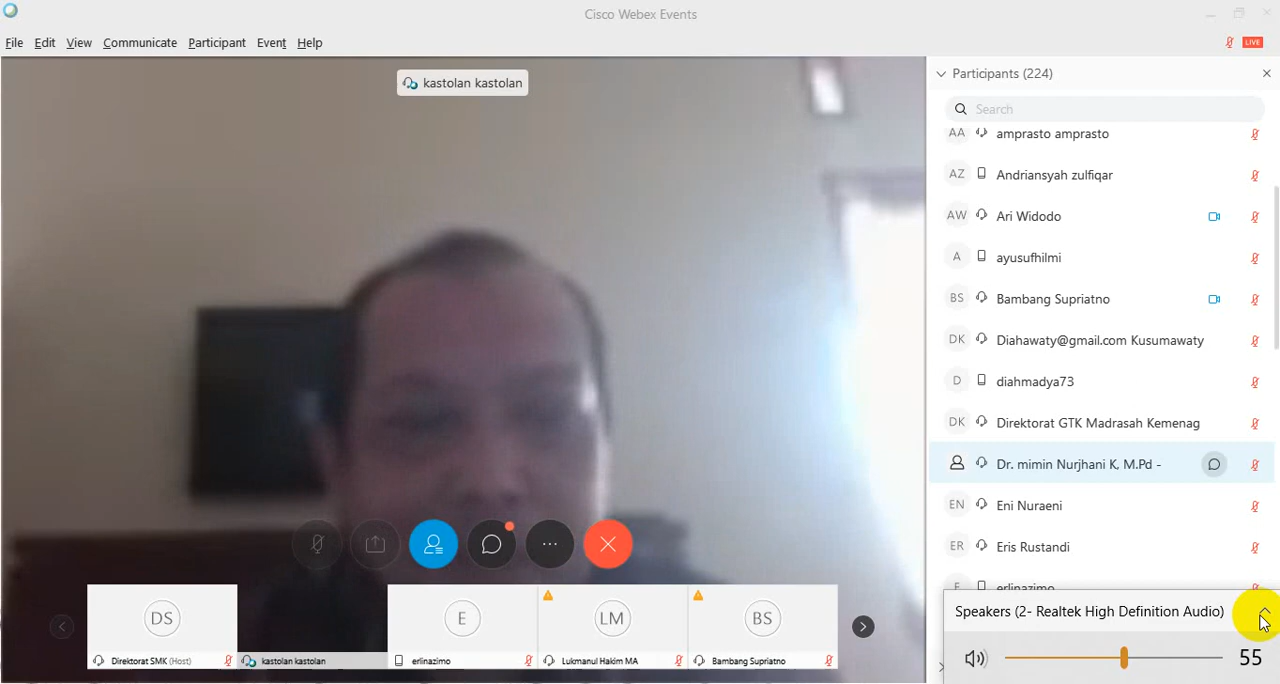 Cisco Webex Events
File Edit View Communicate Participant Event Help
LIVE
kastolan kastolan
Participants (224)
Search
AA amprasto amprasto
AZ Andriansyah zulfiqar
AW Ari Widodo
A ayusufhilmi
BS Bambang Supriatno
DK Diahawaty@gmail.com Kusumawaty
D diahmadya73
DK Direktorat GTK Madrasah Kemenag
Dr. mimin Nurjhani K, M.Pd -
EN Eni Nuraeni
ER Eris Rustandi
E erlinazimo
DS
E
LM
BS
Direktorat SMK (Host)
kastolan kastolan
erlinazimo
Lukmanul Hakim MA
Bambang Supriatno
Speakers (2- Realtek High Definition Audio)
55